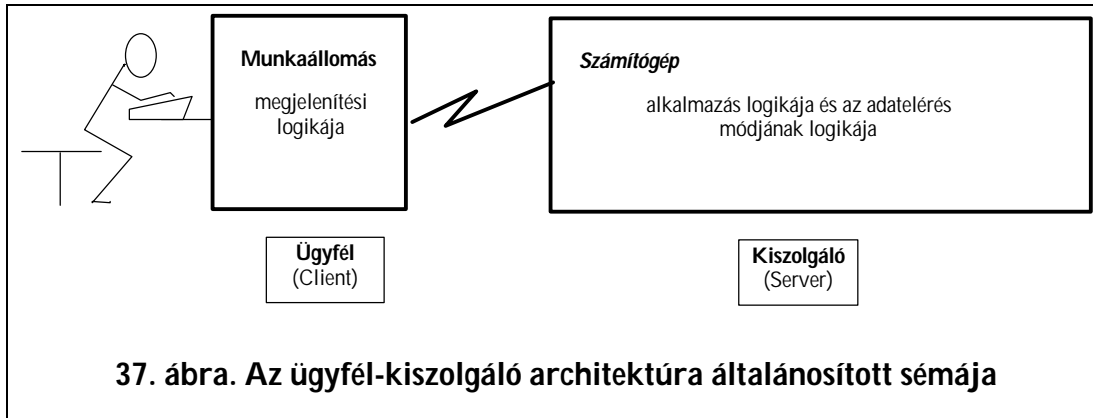 Munkaállomás
megjelenítési
logikája
Számítógép
alkalmazás logikája és az adatelérés
módjának logikája
Ügyfél
(Client)
Kiszolgáló
(Server)
37. ábra. Az ügyfél-kiszolgáló architektúra általánosított sémája